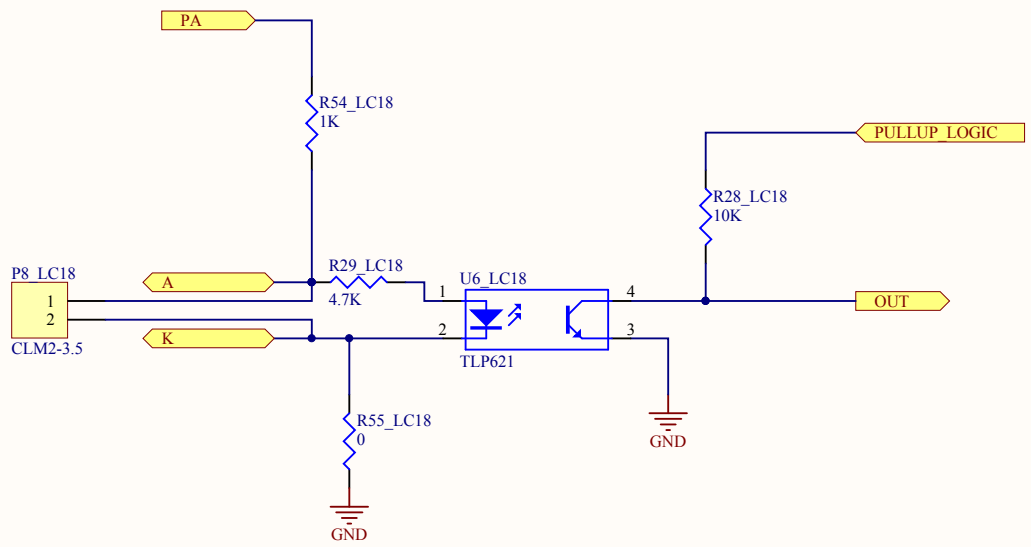 PA
R54_LC18
1K
PULLUP_LOGIC
R28_LC18
10K
P8_LC18
A
R29_LC18
4.7K
U6_LC18
1
2
1
4
OUT
K
2
3
CLM2-3.5
TLP621
R55_LC18
0
GND
GND